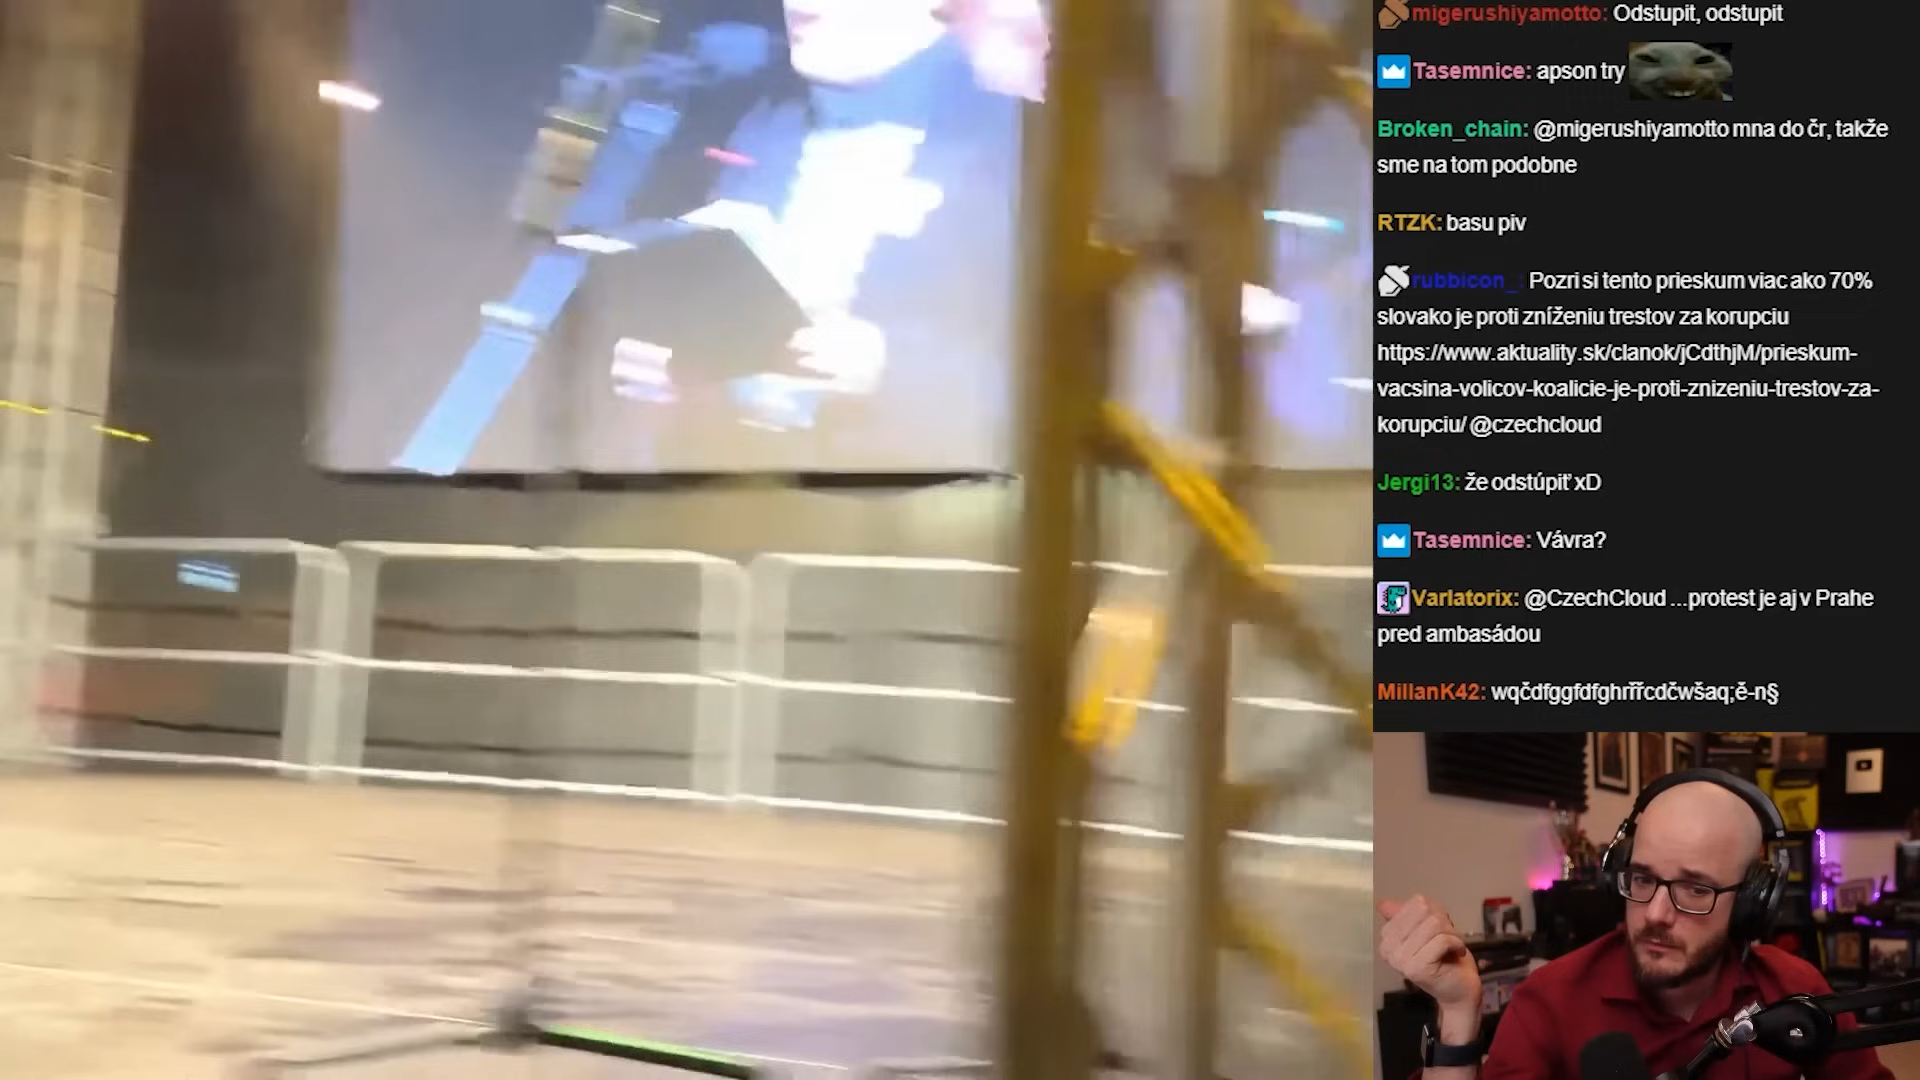 migerushiyamotto: Odstupit, odstupit
Tasemnice: apson try
Broken_chain: @migerushiyamotto mna do čr, takže
sme na tom podobne
RTZK: basu piv
rubbicon_: Pozri si tento prieskum viac ako 70%
slovako je proti zníženiu trestov za korupciu
https://www.aktuality.sk/clanok/jCdthjM/prieskum-
vacsina-volicov-koalicie-je-proti-znizeniu-trestov-za-
korupciu/ @czechcloud
Jergi13: že odstúpiť xD
Tasemnice: Vávra?
Varlatorix: @CzechCloud ...protest je aj v Prahe
pred ambasádou
MillanK42: wqčdfggfdfghrřřcdčwšaq;ě-n§